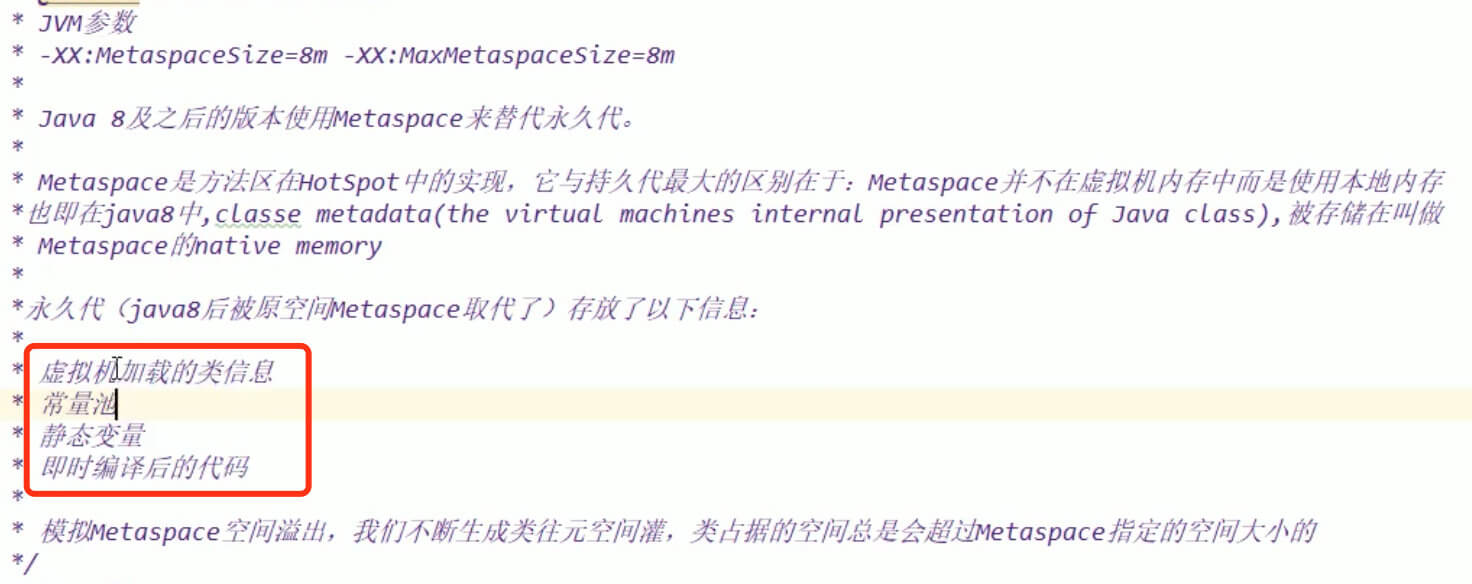 * JVM参数
* -XX:MetaspaceSize=8m -XX:MaxMetaspaceSize=8m
*
* Java 8及之后的版本使用Metaspace来替代永久代。
*
* Metaspace是方法区在HotSpot中的实现，它与持久代最大的区别在于：Metaspace并不在虚拟机内存中而是使用本地内存
*也即在java8中,classe metadata(the virtual machines internal presentation of Java class),被存储在叫做
* Metaspace的native memory
*
*永久代（java8后被原空间Metaspace取代了）存放了以下信息：
*
* 虚拟机加载的类信息
* 常量池
* 静态变量
* 即时编译后的代码
*
* 模拟Metaspace空间溢出，我们不断生成类往元空间灌，类占据的空间总是会超过Metaspace指定的空间大小的
*/